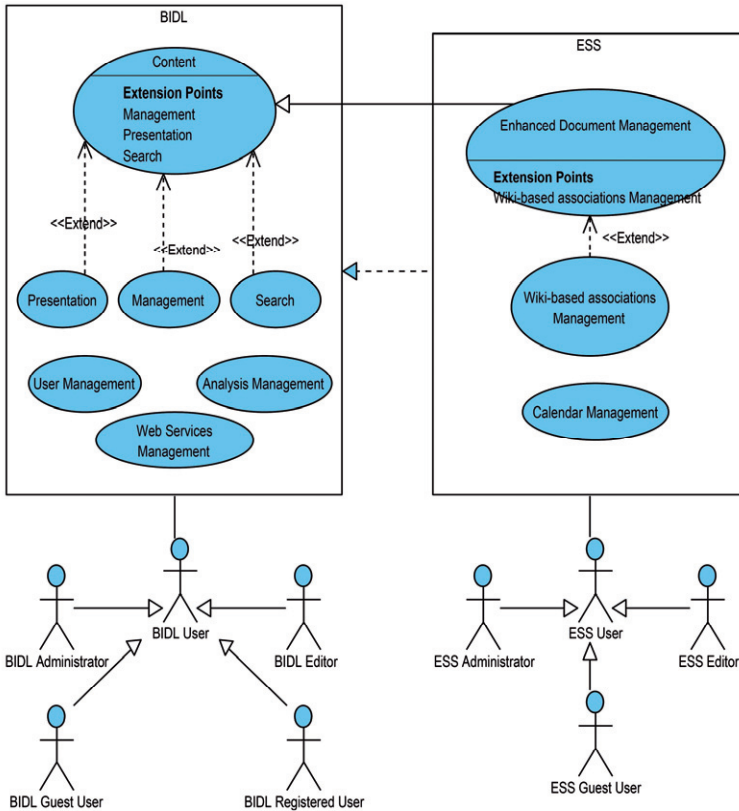 BIDL
Content
Extension Points
Management
Presentation
Search
<<Extend>>
<<Extend>>
<<Extend>>
Presentation
Management
Search
User Management
Analysis Management
Web Services
Management
ESS
Enhanced Document Management
Extension Points
Wiki-based associations Management
<<Extend>>
Wiki-based associations
Management
Calendar Management
BIDL User
BIDL Administrator
BIDL Editor
BIDL Guest User
BIDL Registered User
ESS User
ESS Administrator
ESS Editor
ESS Guest User